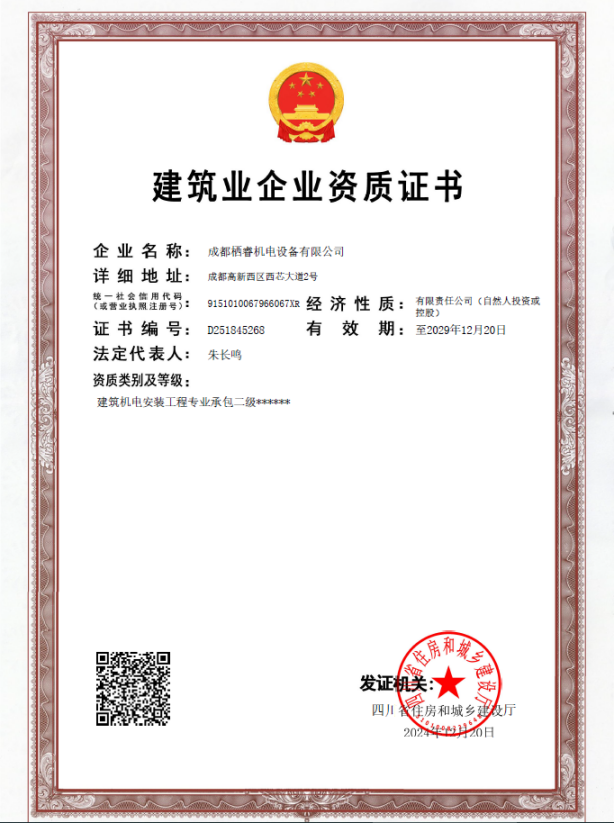 建筑业企业资质证书
企业名称： 成都栖睿机电设备有限公司
详细地址： 成都高新西区西芯大道2号
统一社会信用代码
（或营业执照注册号）： 9151010067966067XR 经济性质： 有限责任公司（自然人投资或
控股）
证书编号： D251845268 有效期： 至2029年12月20日
法定代表人： 朱长鸣
资质类别及等级：
建筑机电安装工程专业承包二级******
四川省住房和城乡建设厅
发证机关：
四川省住房和城乡建设厅
2024年12月20日